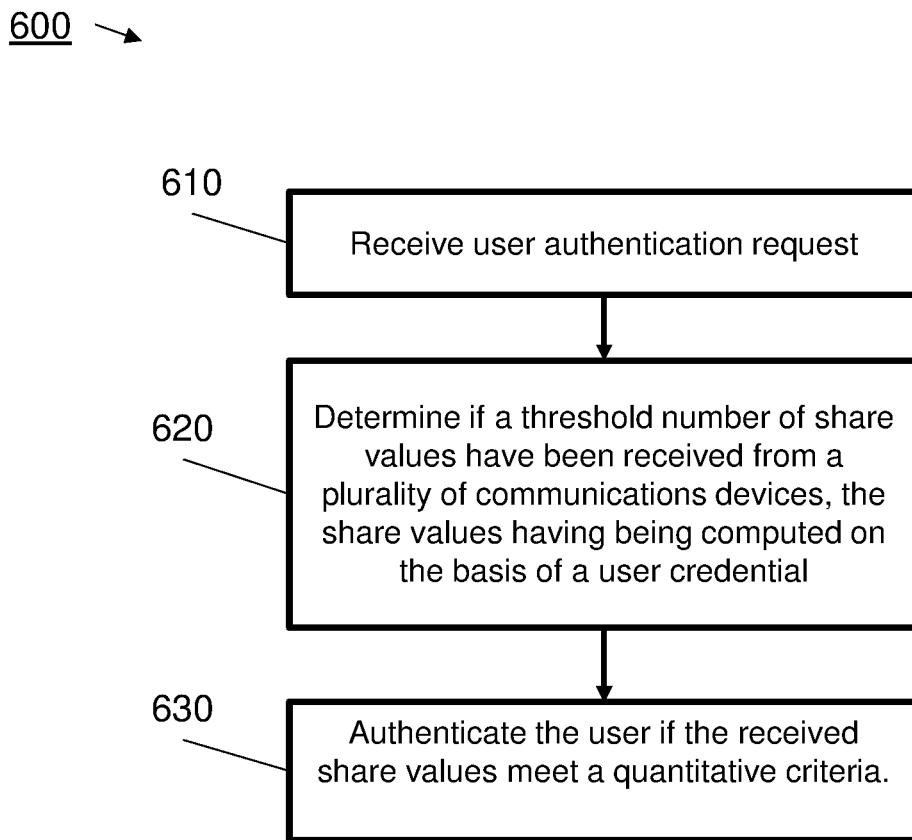 600
610
Receive user authentication request
620
Determine if a threshold number of share
values have been received from a
plurality of communications devices, the
share values having being computed on
the basis of a user credential
630
Authenticate the user if the received
share values meet a quantitative criteria.